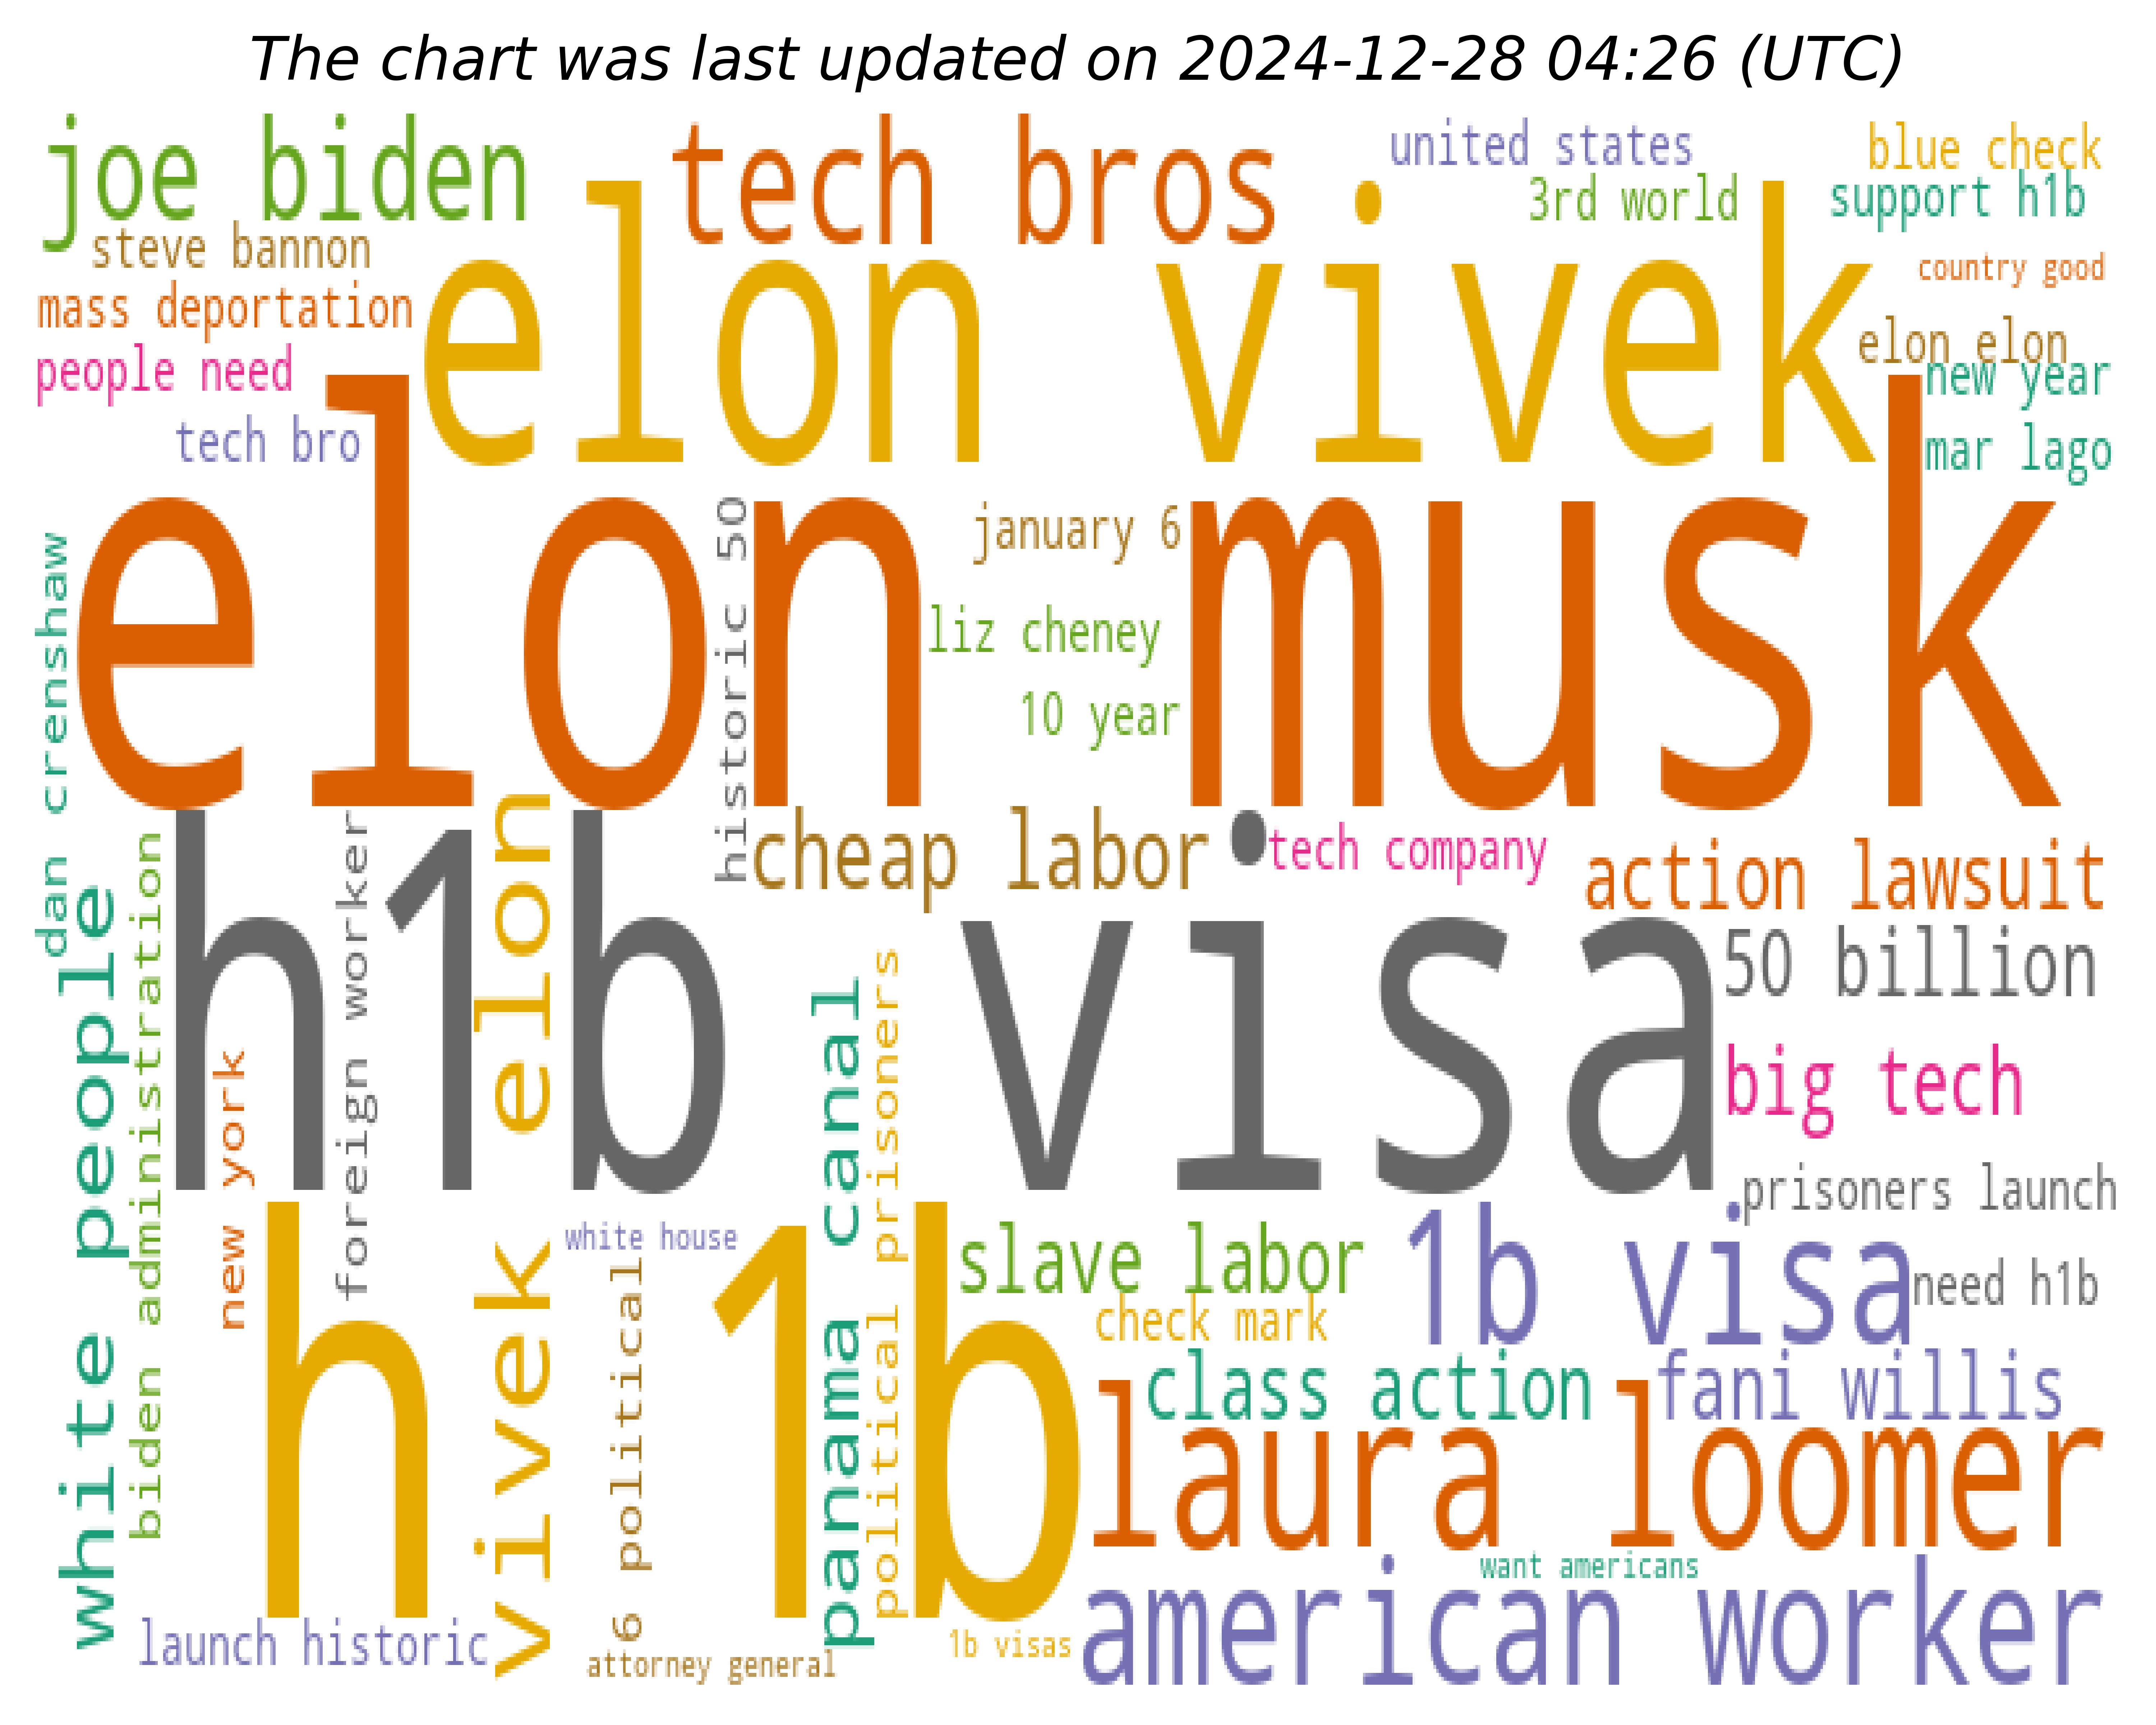 The chart was last updated on 2024-12-28 04:26 (UTC)
joe biden
tech bros
united states
blue check
3rd world
support h1b
steve bannon
elon vivek
country good
mass deportation
elon elon
people need
new year
tech bro
mar lago
elon musk
historic 50
january 6
liz cheney
10 year
dan crenshaw
cheap labor
tech company
action lawsuit
h1b visa
50 billion
white people
biden administration
new york
foreign worker
vivek elon
panama canal
political prisoners
big tech
prisoners launch
h 1b
white house
6 political
slave labor
1b visa
need h1b
check mark
class action
fani willis
laura loomer
want americans
american worker
launch historic
attorney general
1b visas